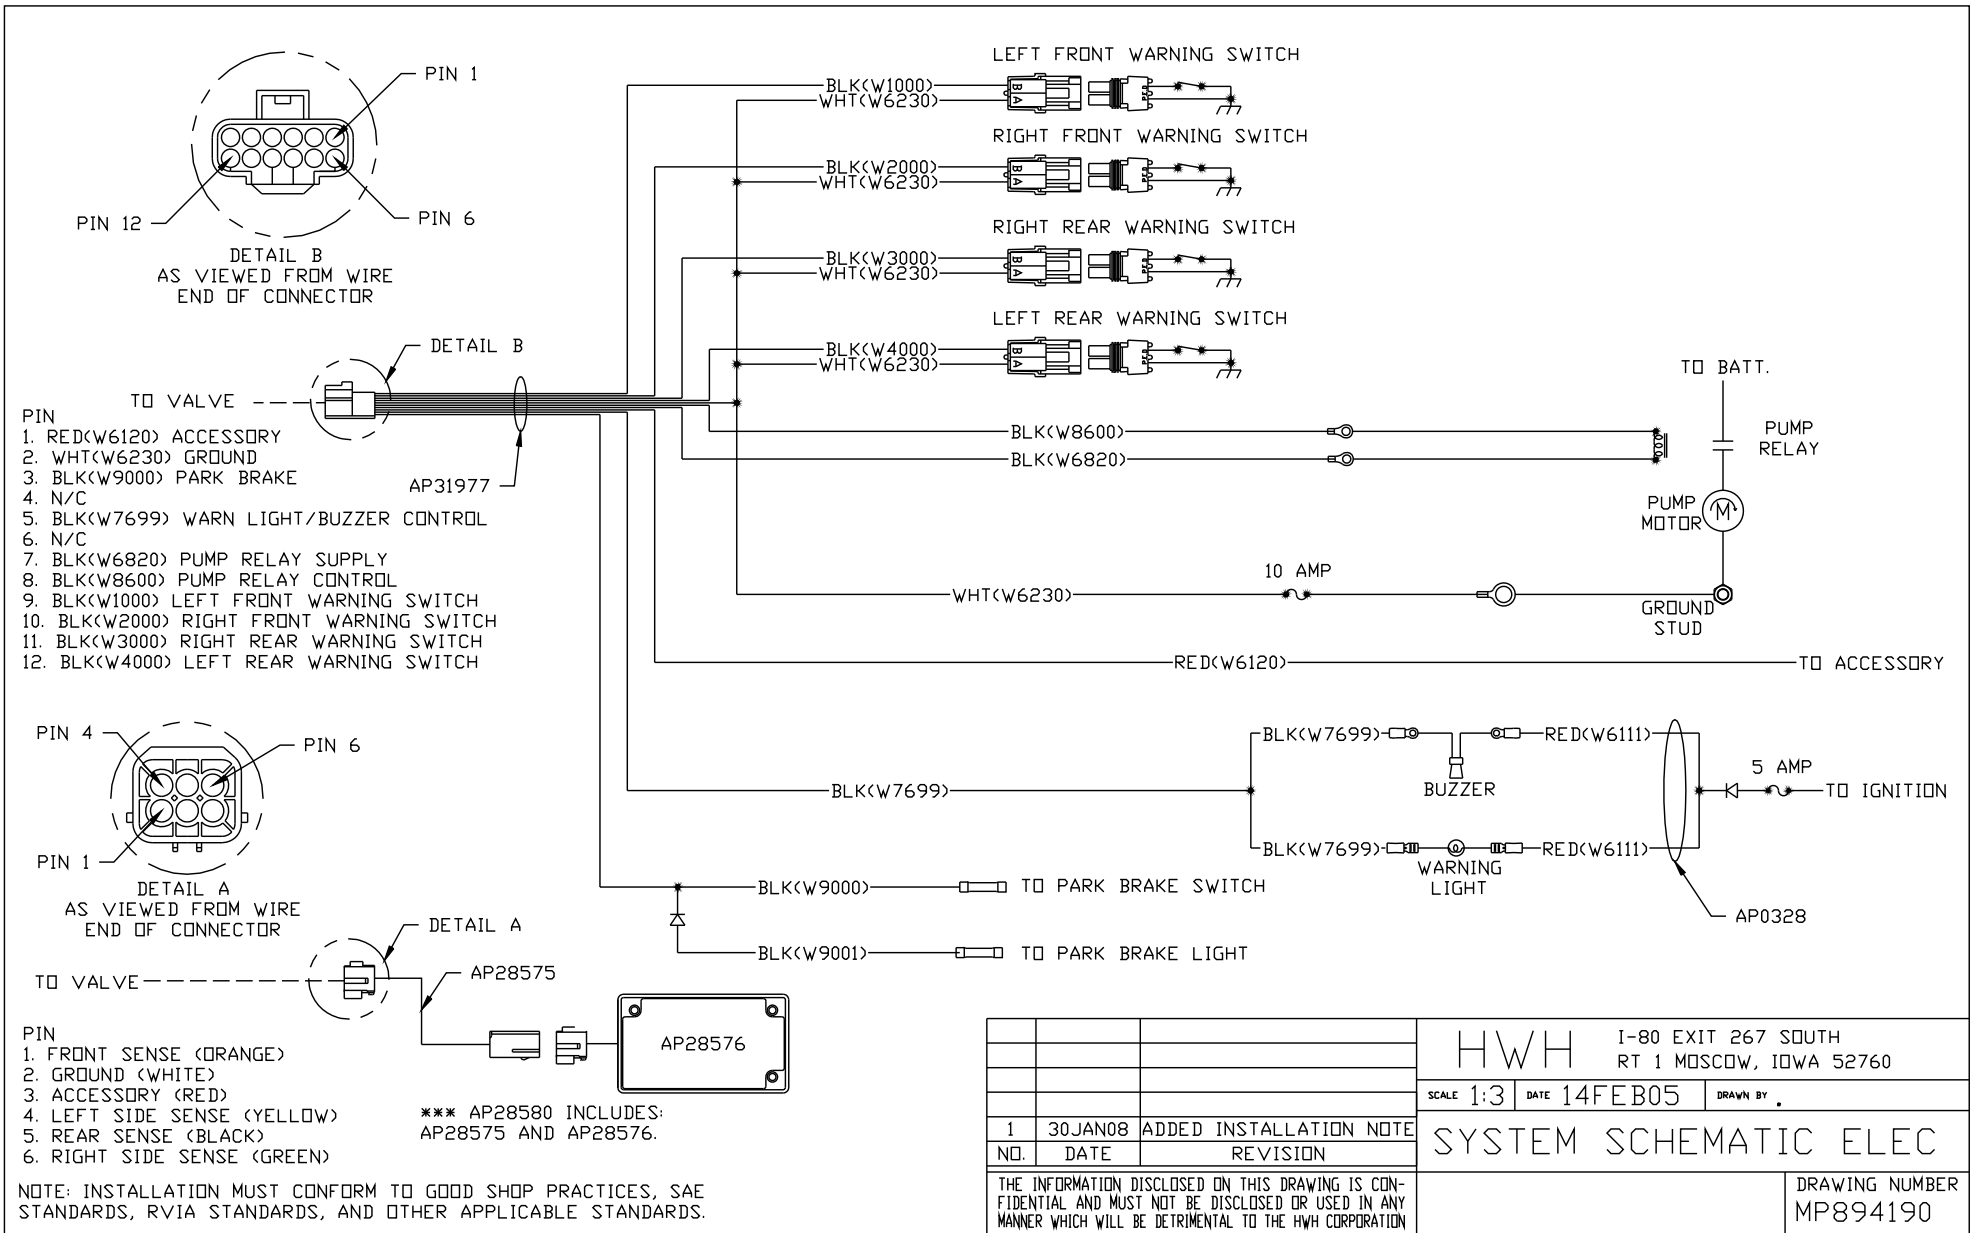 PIN 1
PIN 12
PIN 6
DETAIL B
AS VIEWED FROM WIRE
END OF CONNECTOR
LEFT FRONT WARNING SWITCH
BLK(W1000)
WHT(W6230)
B
A
RIGHT FRONT WARNING SWITCH
BLK(W2000)
WHT(W6230)
B
A
RIGHT REAR WARNING SWITCH
BLK(W3000)
WHT(W6230)
B
A
LEFT REAR WARNING SWITCH
BLK(W4000)
WHT(W6230)
B
A
DETAIL B
TO VALVE
AP31977
PIN
1. RED(W6120) ACCESSORY
2. WHT(W6230) GROUND
3. BLK(W9000) PARK BRAKE
4. N/C
5. BLK(W7699) WARN LIGHT/BUZZER CONTROL
6. N/C
7. BLK(W6820) PUMP RELAY SUPPLY
8. BLK(W8600) PUMP RELAY CONTROL
9. BLK(W1000) LEFT FRONT WARNING SWITCH
10. BLK(W2000) RIGHT FRONT WARNING SWITCH
11. BLK(W3000) RIGHT REAR WARNING SWITCH
12. BLK(W4000) LEFT REAR WARNING SWITCH
TO BATT.
BLK(W8600)
BLK(W6820)
PUMP
RELAY
PUMP
MOTOR
M
10 AMP
WHT(W6230)
GROUND
STUD
RED(W6120)
TO ACCESSORY
BLK(W7699)
BLK(W7699)
RED(W6111)
BUZZER
5 AMP
TO IGNITION
BLK(W7699)
RED(W6111)
WARNING
LIGHT
AP0328
BLK(W9000)
TO PARK BRAKE SWITCH
BLK(W9001)
TO PARK BRAKE LIGHT
PIN 4
PIN 6
PIN 1
DETAIL A
AS VIEWED FROM WIRE
END OF CONNECTOR
DETAIL A
TO VALVE
AP28575
AP28576
PIN
1. FRONT SENSE (ORANGE)
2. GROUND (WHITE)
3. ACCESSORY (RED)
4. LEFT SIDE SENSE (YELLOW)
5. REAR SENSE (BLACK)
6. RIGHT SIDE SENSE (GREEN)
*** AP28580 INCLUDES:
AP28575 AND AP28576.
NOTE: INSTALLATION MUST CONFORM TO GOOD SHOP PRACTICES, SAE
STANDARDS, RVIA STANDARDS, AND OTHER APPLICABLE STANDARDS.
1 30JAN08 ADDED INSTALLATION NOTE
NO. DATE REVISION
THE INFORMATION DISCLOSED ON THIS DRAWING IS CON-
FIDENTIAL AND MUST NOT BE DISCLOSED OR USED IN ANY
MANNER WHICH WILL BE DETRIMENTAL TO THE HWH CORPORATION
HWH
I-80 EXIT 267 SOUTH
RT 1 MOSCOW, IOWA 52760
SCALE 1:3 DATE 14FEB05 DRAWN BY .
SYSTEM SCHEMATIC ELEC
DRAWING NUMBER
MP894190